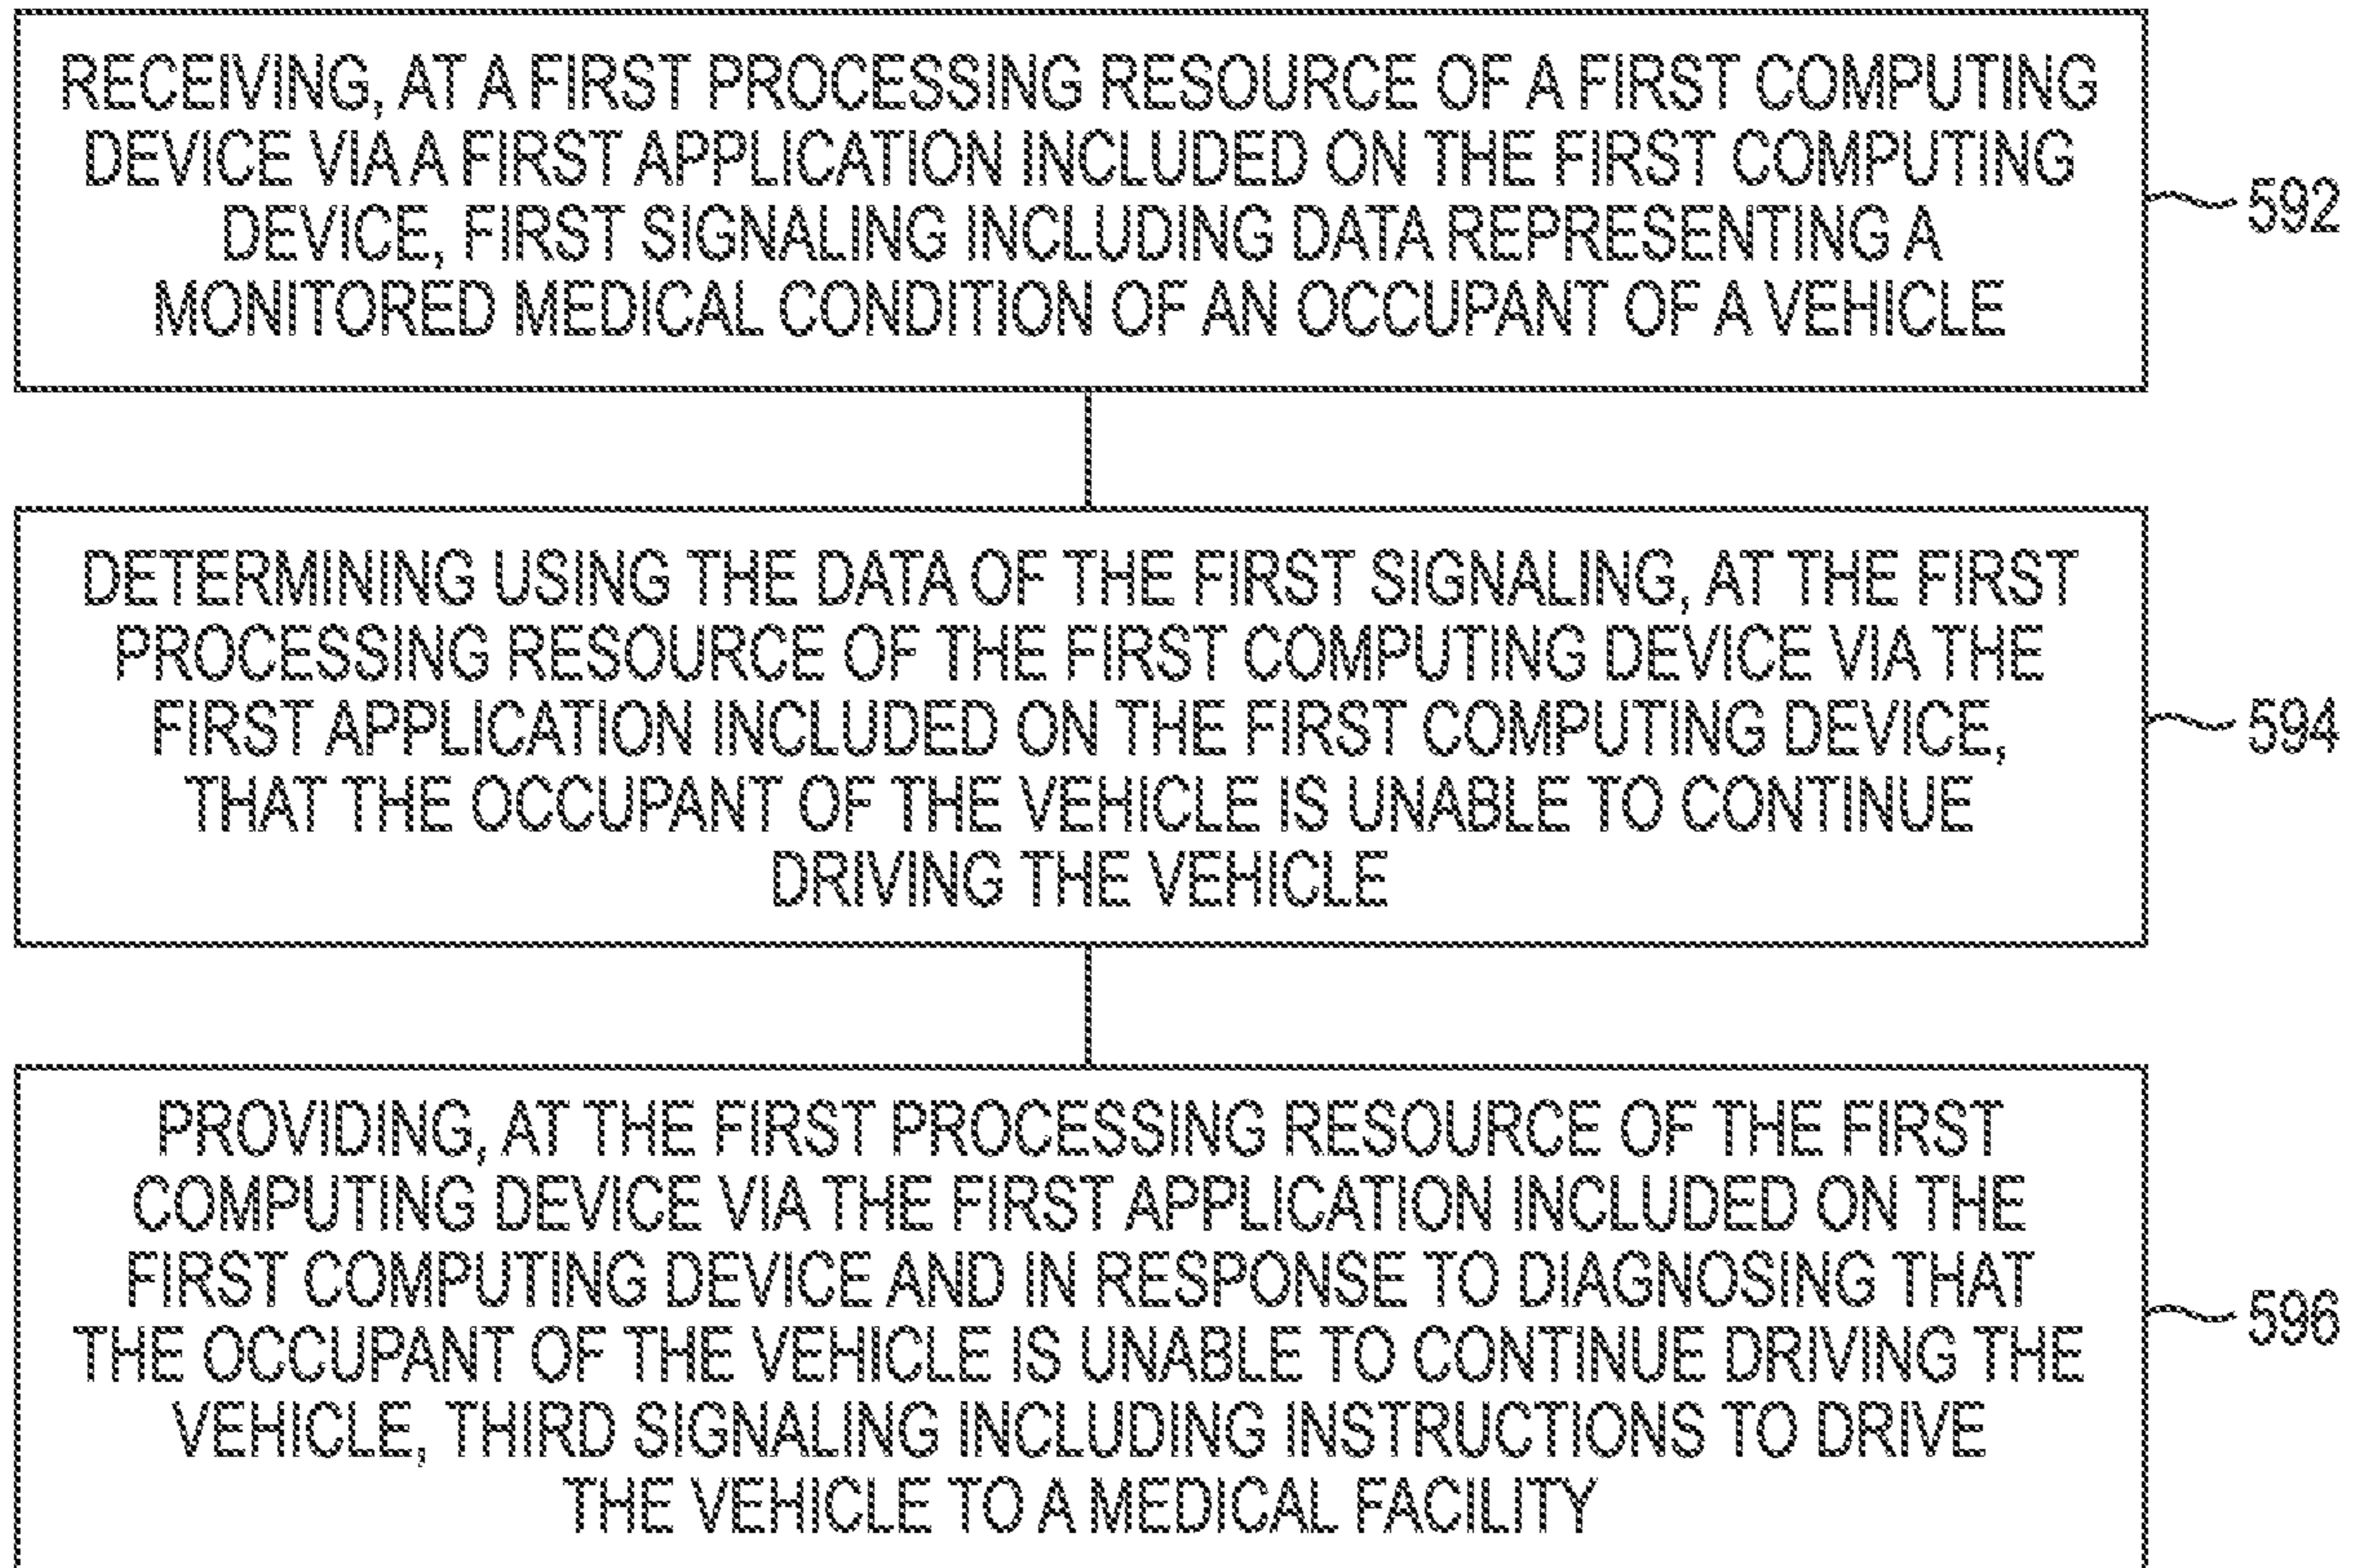 RECEIVING, AT A FIRST PROCESSING RESOURCE OF A FIRST COMPUTING
DEVICE VIA A FIRST APPLICATION INCLUDED ON THE FIRST COMPUTING
DEVICE, FIRST SIGNALING INCLUDING DATA REPRESENTING A
MONITORED MEDICAL CONDITION OF AN OCCUPANT OF A VEHICLE
592
DETERMINING USING THE DATA OF THE FIRST SIGNALING, AT THE FIRST
PROCESSING RESOURCE OF THE FIRST COMPUTING DEVICE VIA THE
FIRST APPLICATION INCLUDED ON THE FIRST COMPUTING DEVICE,
THAT THE OCCUPANT OF THE VEHICLE IS UNABLE TO CONTINUE
DRIVING THE VEHICLE
594
PROVIDING, AT THE FIRST PROCESSING RESOURCE OF THE FIRST
COMPUTING DEVICE VIA THE FIRST APPLICATION INCLUDED ON THE
FIRST COMPUTING DEVICE AND IN RESPONSE TO DIAGNOSING THAT
THE OCCUPANT OF THE VEHICLE IS UNABLE TO CONTINUE DRIVING THE
VEHICLE, THIRD SIGNALING INCLUDING INSTRUCTIONS TO DRIVE
THE VEHICLE TO A MEDICAL FACILITY
596